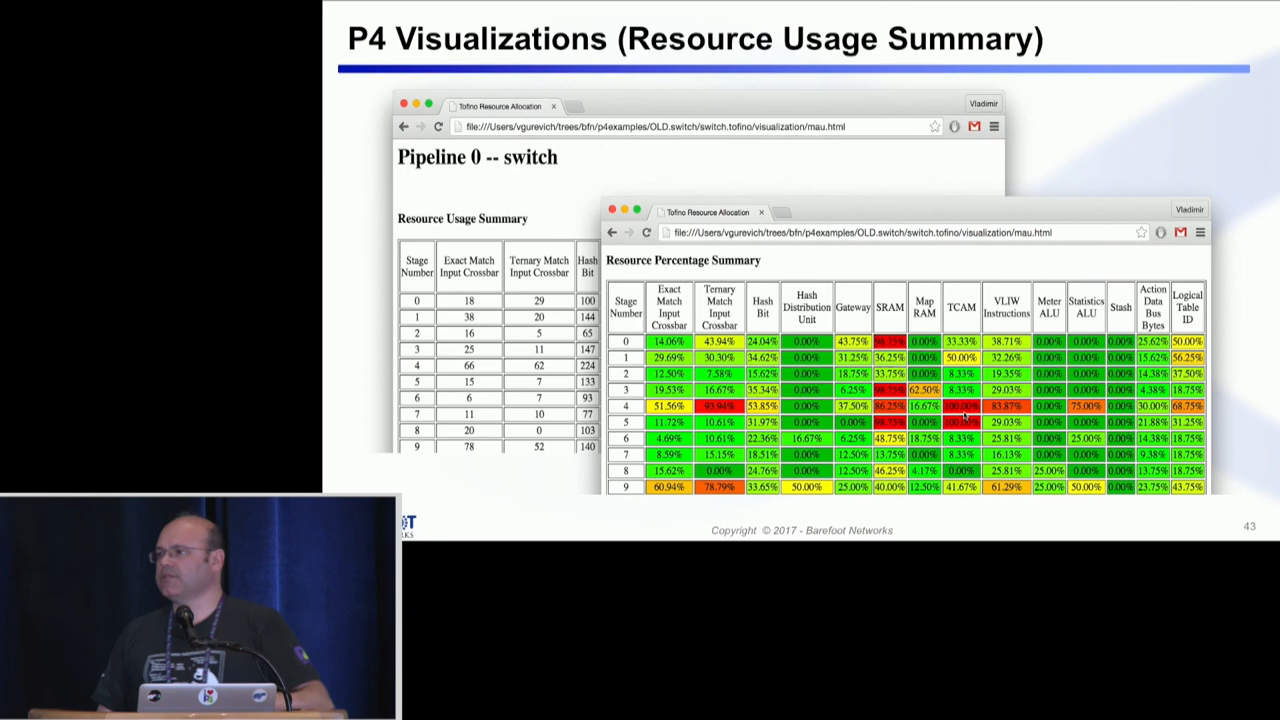 P4 Visualizations (Resource Usage Summary)
Tofino Resource Allocation
Vladimir
file:///Users/vgurevich/trees/bfn/p4examples/OLD.switch/switch.tofino/visualization/mau.html
Pipeline 0 -- switch
Resource Usage Summary
Stage Number Exact Match Input Crossbar Ternary Match Input Crossbar Hash Bit
0 18 29 100
1 38 20 144
2 16 5 65
3 25 11 147
4 66 62 224
5 15 7 133
6 6 7 93
7 11 10 77
8 20 0 103
9 78 52 140
Tofino Resource Allocation
Vladimir
file:///Users/vgurevich/trees/bfn/p4examples/OLD.switch/switch.tofino/visualization/mau.html
Resource Percentage Summary
Stage Number Exact Match Input Crossbar Ternary Match Input Crossbar Hash Bit Hash Distribution Unit Gateway SRAM Map RAM TCAM VLIW Instructions Meter ALU Statistics ALU Stash Action Data Bus Bytes Logical Table ID
0 14.06% 43.94% 24.04% 0.00% 43.75% 98.75% 0.00% 33.33% 38.71% 0.00% 0.00% 0.00% 25.62% 50.00%
1 29.69% 30.30% 34.62% 0.00% 31.25% 36.25% 0.00% 50.00% 32.26% 0.00% 0.00% 0.00% 15.62% 56.25%
2 12.50% 7.58% 15.62% 0.00% 18.75% 33.75% 0.00% 8.33% 19.35% 0.00% 0.00% 0.00% 14.38% 37.50%
3 19.53% 16.67% 35.34% 0.00% 6.25% 98.75% 62.50% 8.33% 29.03% 0.00% 0.00% 0.00% 4.38% 18.75%
4 51.56% 93.94% 53.85% 0.00% 37.50% 86.25% 16.67% 100.00% 83.87% 0.00% 75.00% 0.00% 30.00% 68.75%
5 11.72% 10.61% 31.97% 0.00% 0.00% 98.75% 0.00% 100.00% 29.03% 0.00% 0.00% 0.00% 21.88% 31.25%
6 4.69% 10.61% 22.36% 16.67% 6.25% 48.75% 18.75% 8.33% 25.81% 0.00% 25.00% 0.00% 14.38% 18.75%
7 8.59% 15.15% 18.51% 0.00% 12.50% 13.75% 0.00% 8.33% 16.13% 0.00% 0.00% 0.00% 9.38% 18.75%
8 15.62% 0.00% 24.76% 0.00% 12.50% 46.25% 4.17% 0.00% 25.81% 25.00% 0.00% 0.00% 13.75% 18.75%
9 60.94% 78.79% 33.65% 50.00% 25.00% 40.00% 12.50% 41.67% 61.29% 25.00% 50.00% 0.00% 23.75% 43.75%
Copyright © 2017 - Barefoot Networks
43